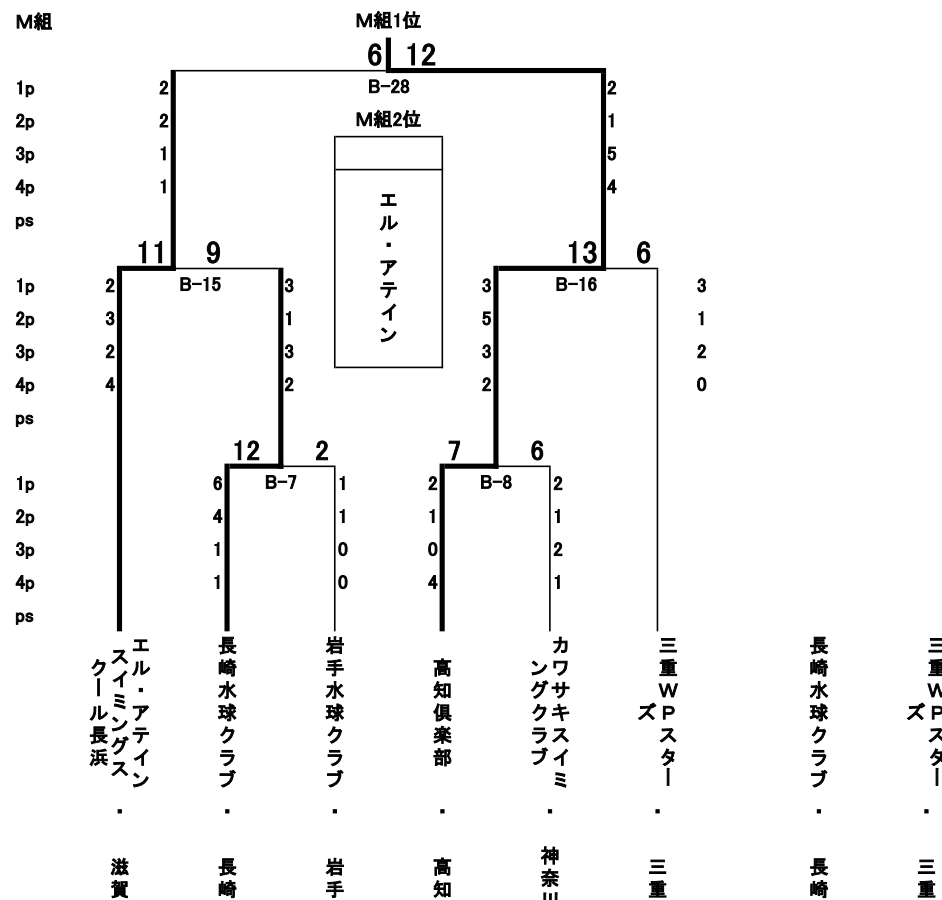 M組
M組1位
6 12
B-28
1p 2 2
2p 2 1
3p 1 5
4p 1 4
ps
M組2位
エル・アテイン
11 9
13 6
B-15
B-16
1p 2 3 3 3
2p 3 1 5 1
3p 2 3 3 2
4p 4 2 2 0
ps
12 2
7 6
B-7
B-8
1p 6 1 2 2
2p 4 1 1 1
3p 1 0 0 2
4p 1 0 4 1
ps
エル・アテイン
スイミングス
クール長浜
・
滋賀
長崎水球クラブ
・
長崎
岩手水球クラブ
・
岩手
高知倶楽部
・
高知
カワサキスイミ
ングクラブ
・
神奈川
三重WPスター
ズ
・
三重
長崎水球クラブ
・
長崎
三重WPスター
ズ
・
三重